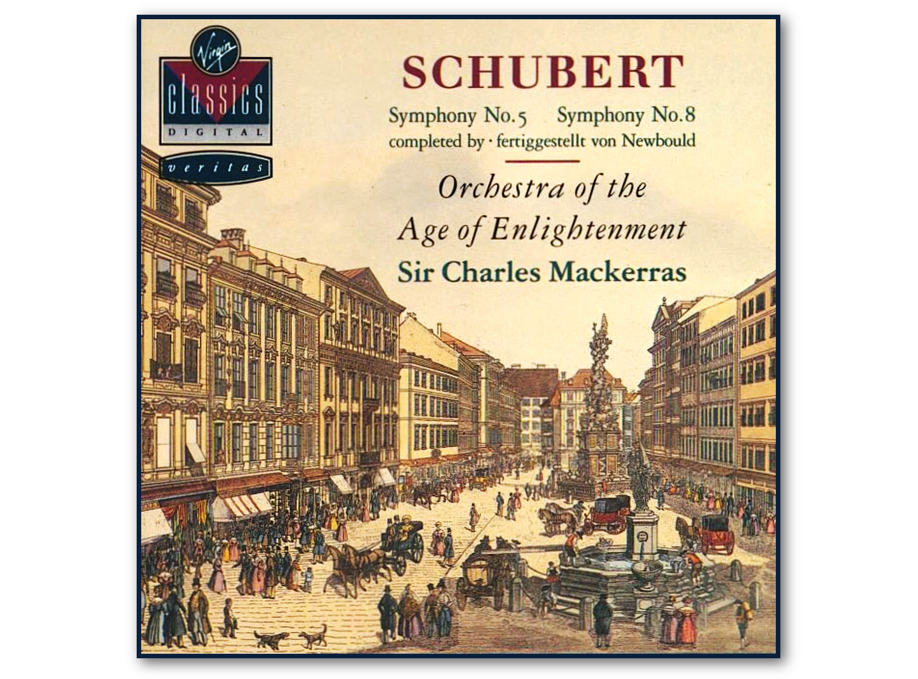 Virgin
classics
DIGITAL
veritas
SCHUBERT
Symphony No.5 Symphony No.8
completed by · fertiggestellt von Newbould
Orchestra of the
Age of Enlightenment
Sir Charles Mackerras